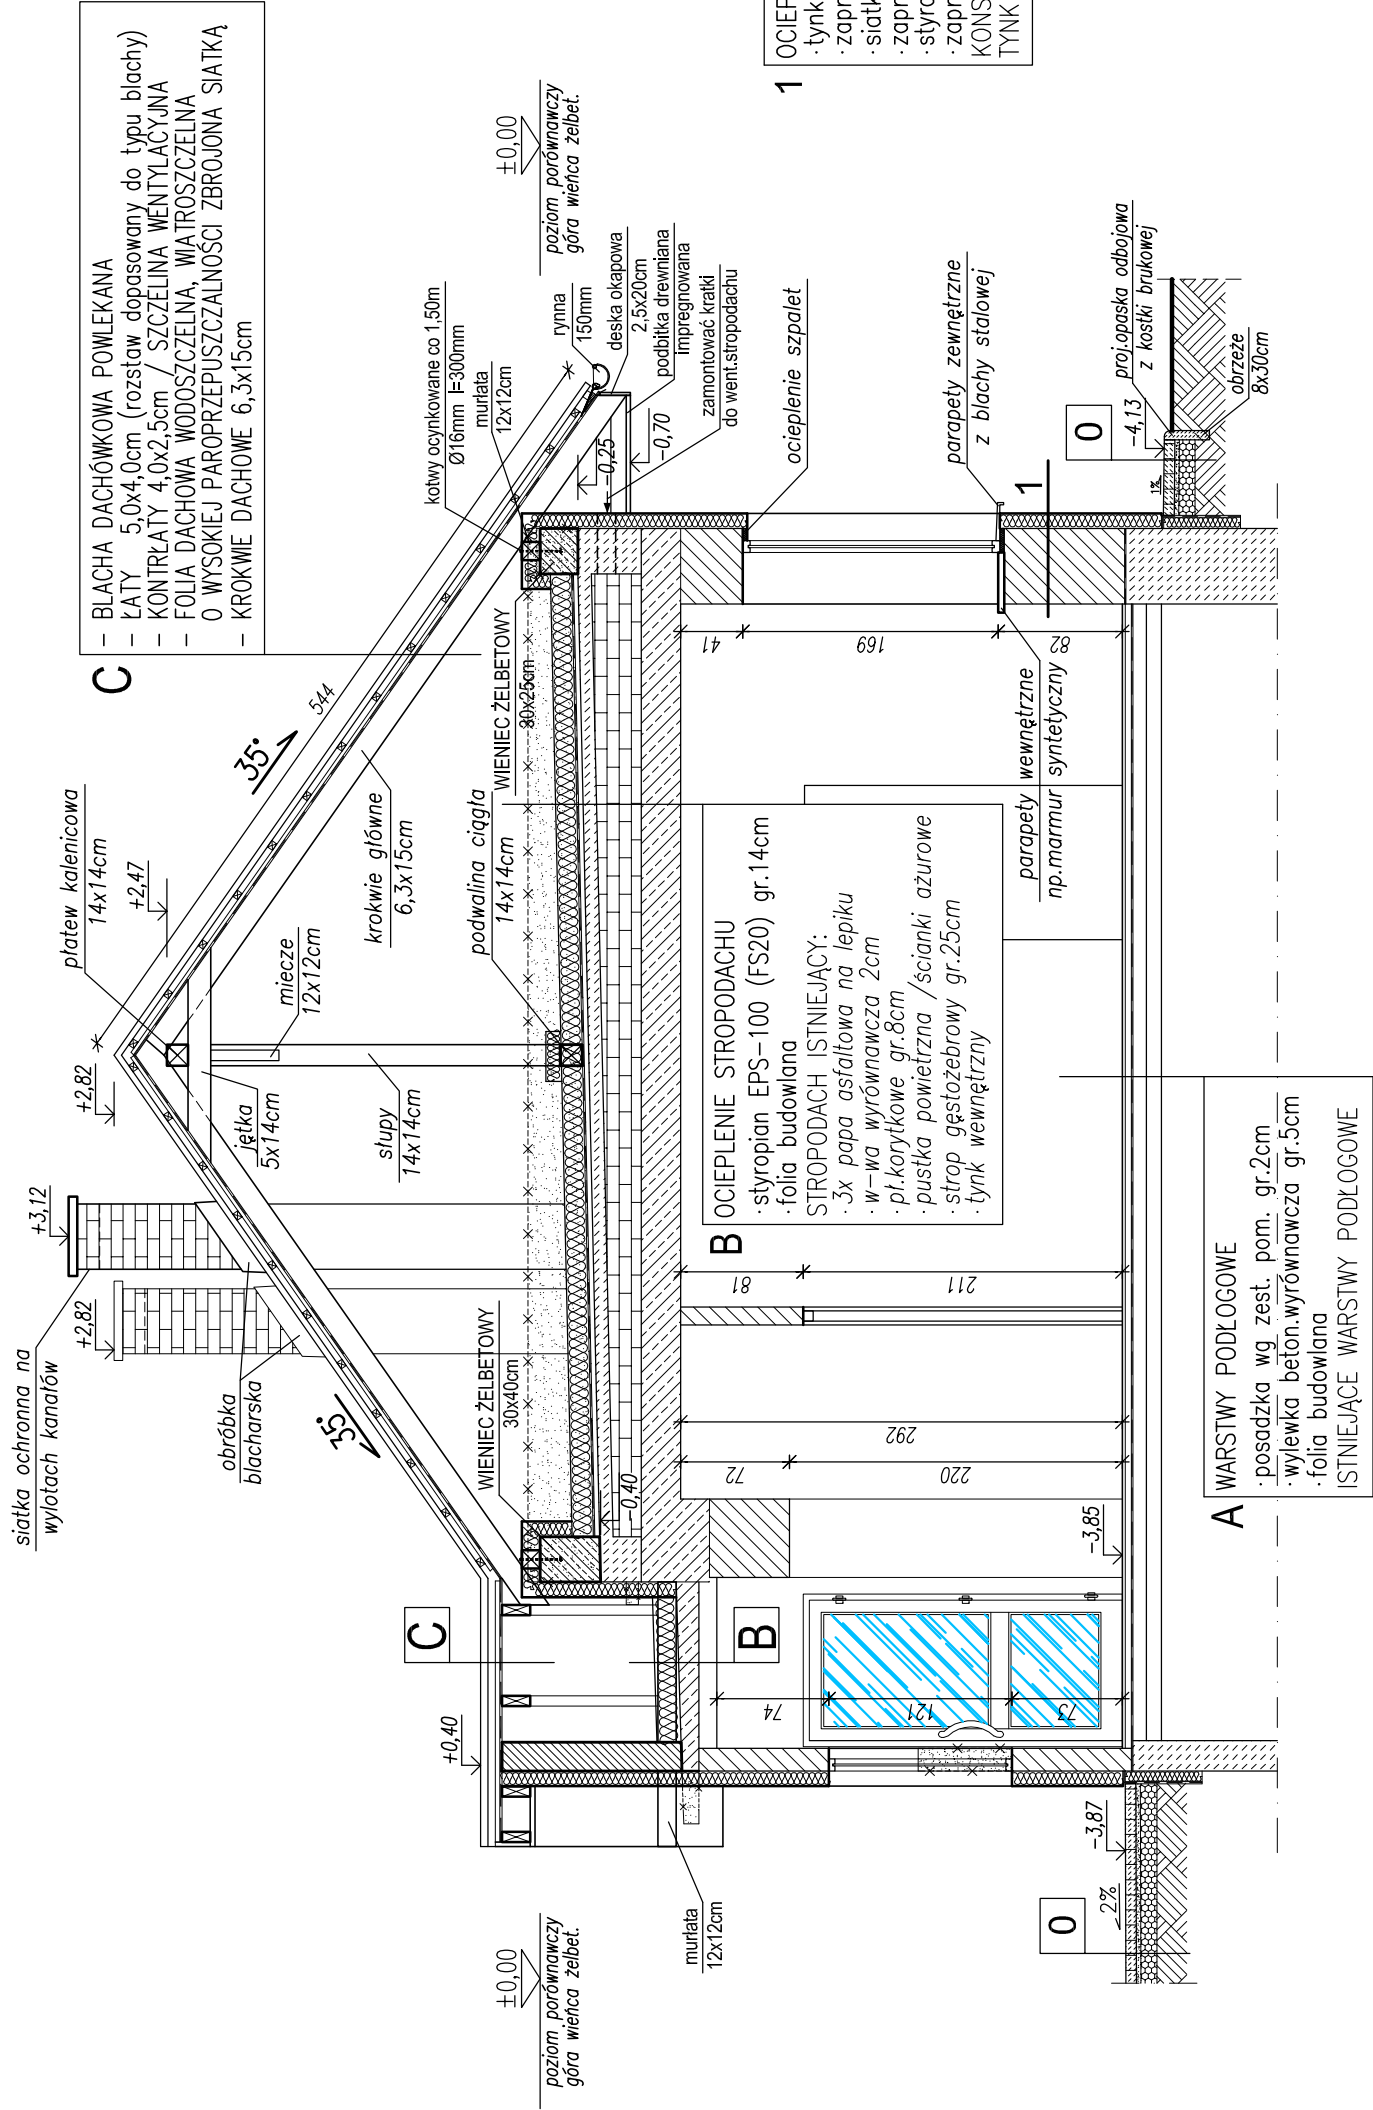 C
- BLACHA DACHÓWKOWA POWLEKANA
- ŁATY 5,0x4,0cm (rozstaw dopasowany do typu blachy)
- KONTRŁATY 4,0x2,5cm / SZCZELINA WENTYLACYJNA
- FOLIA DACHOWA WODOSZCZELNA, WIATROSZCZELNA
O WYSOKIEJ PAROPRZEPUSZCZALNOŚCI ZBROJONA SIATKĄ
- KROKWIE DACHOWE 6,3x15cm
siatka ochronna na
wylotach kanałów
+3,12
+2,82
obróbka
blacharska
35°
+2,82
płatew kalenicowa
14x14cm
+2,47
35°
544
jętka
5x14cm
miecze
12x12cm
krokwie główne
6,3x15cm
słupy
14x14cm
podwalina ciągła
14x14cm
WIENIEC ŻELBETOWY
30x40cm
WIENIEC ŻELBETOWY
30x25cm
kotwy ocynkowane co 1,50m
Ø16mm l=300mm
murłata
12x12cm
rynna
150mm
deska okapowa
2,5x20cm
podbitka drewniana
impregnowana
zamontować kratki
do went.stropodachu
±0,00
poziom porównawczy
góra wieńca żelbet.
-0,25
-0,70
ocieplenie szpalet
parapety zewnętrzne
z blachy stalowej
1
OCIEP
· tynk
· zapr
· siatk
· zapr
· styro
· zapr
KONS
TYNK
1
±0,00
poziom porównawczy
góra wieńca żelbet.
+0,40
C
B
-0,40
murłata
12x12cm
B
OCIEPLENIE STROPODACHU
· styropian EPS-100 (FS20) gr.14cm
· folia budowlana
STROPODACH ISTNIEJĄCY:
· 3x papa asfaltowa na lepiku
· w-wa wyrównawcza 2cm
· pł.korytkowe gr.8cm
· pustka powietrzna /ścianki ażurowe
· strop gęstożebrowy gr.25cm
· tynk wewnętrzny
74
121
73
72
220
292
81
211
41
169
82
parapety wewnętrzne
np.marmur syntetyczny
-3,85
0
2%
-3,87
0
-4,13
1%
proj.opaska odbojowa
z kostki brukowej
obrzeże
8x30cm
A
WARSTWY PODŁOGOWE
· posadzka wg zest. pom. gr.2cm
· wylewka beton.wyrównawcza gr.5cm
· folia budowlana
ISTNIEJĄCE WARSTWY PODŁOGOWE